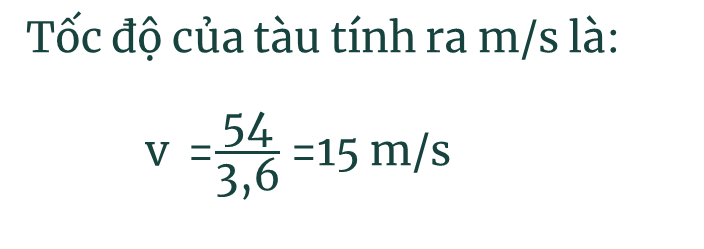 Tốc độ của tàu tính ra m/s là:
v = 54/3,6 =15 m/s